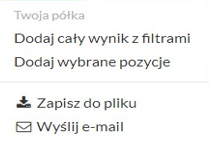 Twoja półka
Dodaj cały wynik z filtrami
Dodaj wybrane pozycje
Zapisz do pliku
Wyślij e-mail